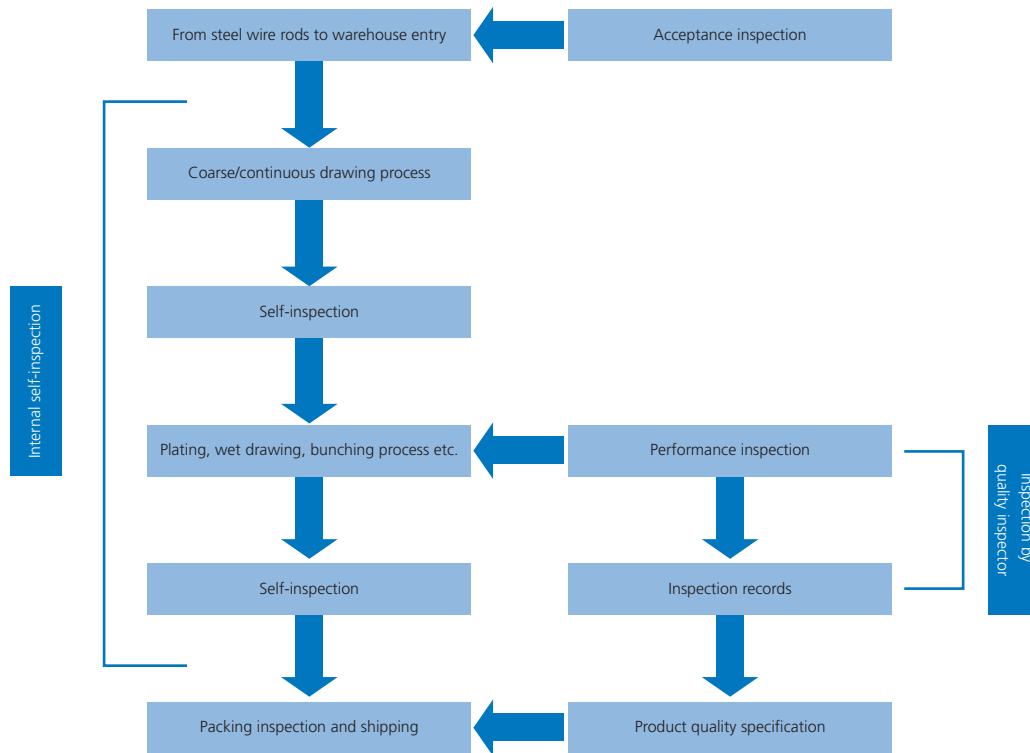 From steel wire rods to warehouse entry
Acceptance inspection
Coarse/continuous drawing process
Self-inspection
Internal self-inspection
Plating, wet drawing, bunching process etc.
Performance inspection
Inspection by
quality inspector
Self-inspection
Inspection records
Packing inspection and shipping
Product quality specification